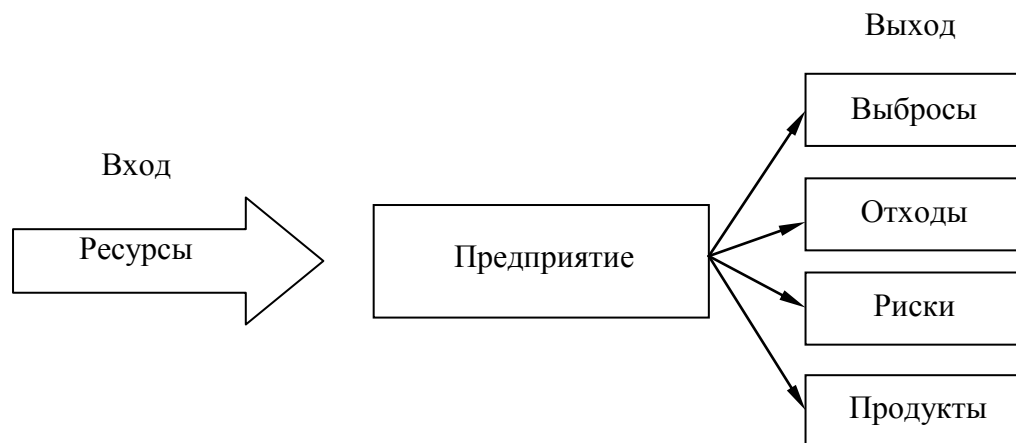 Выход
Выбросы
Вход
Отходы
Ресурсы
Предприятие
Риски
Продукты